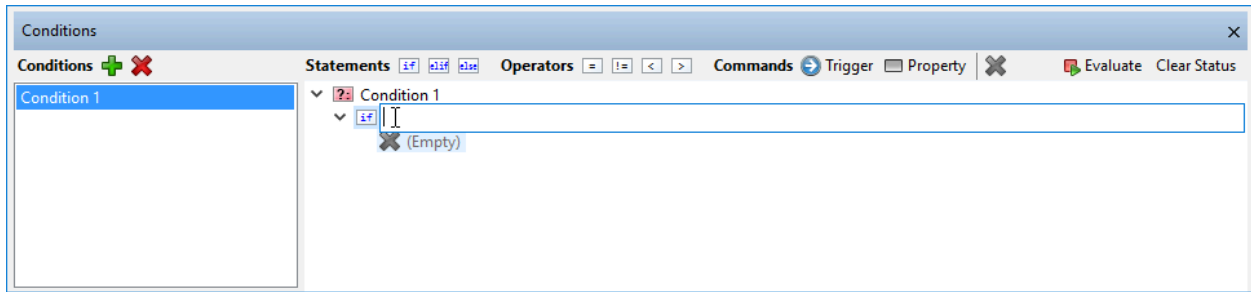 Conditions
Conditions Statements if elif else Operators = != < > Commands Trigger Property Evaluate Clear Status
Condition 1
?: Condition 1
if
(Empty)